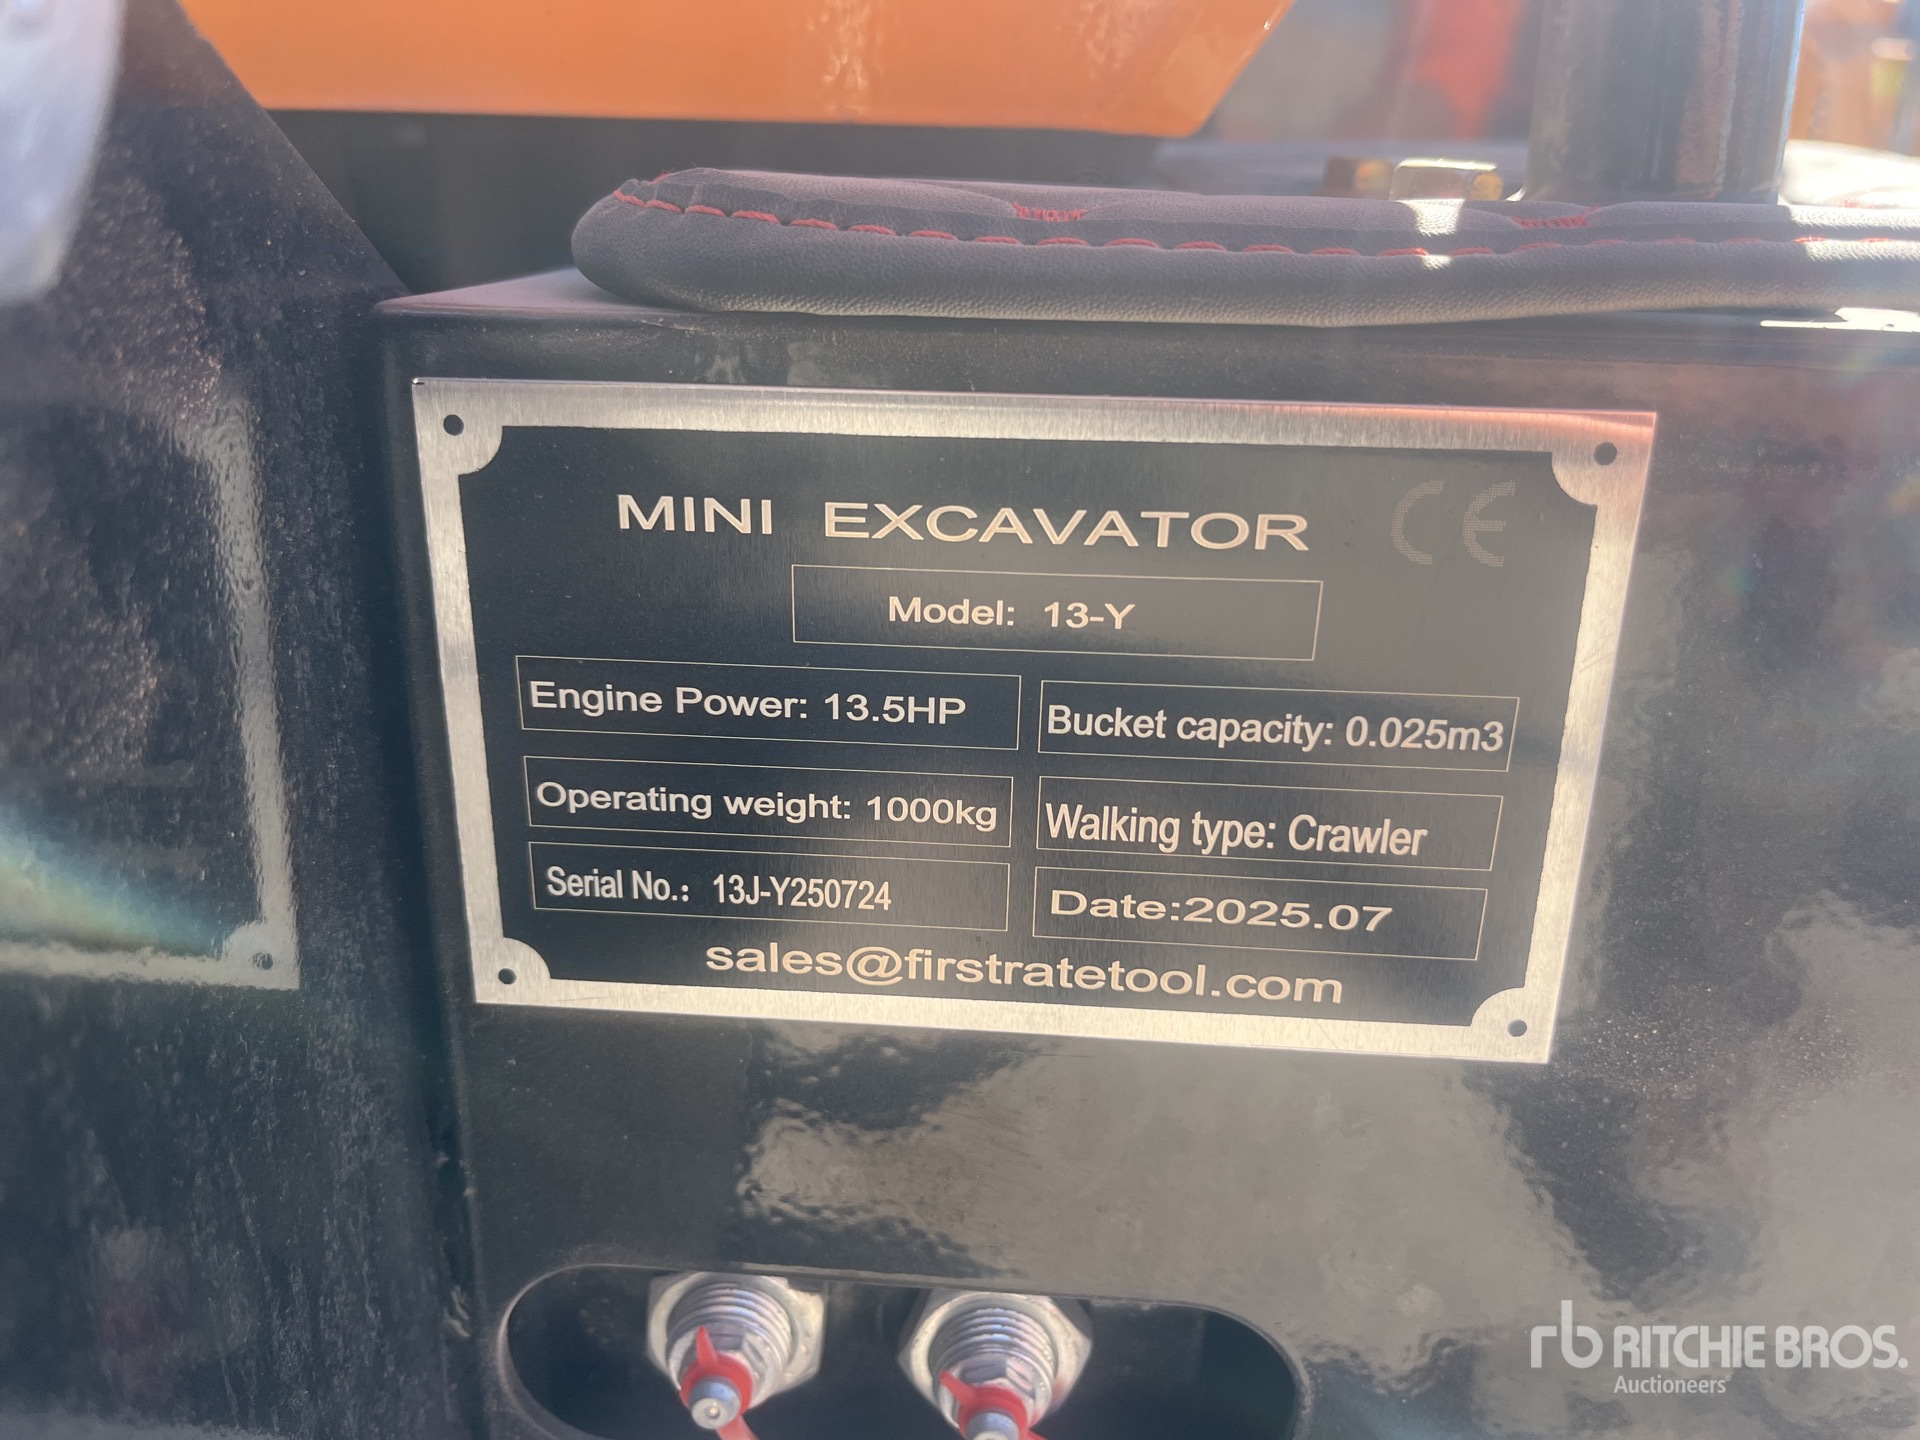 MINI EXCAVATOR CE
Model: 13-Y
Engine Power: 13.5HP
Bucket capacity: 0.025m3
Operating weight: 1000kg
Walking type: Crawler
Serial No.: 13J-Y250724
Date:2025.07
sales@firstratetool.com
rb RITCHIE BROS.
Auctioneers